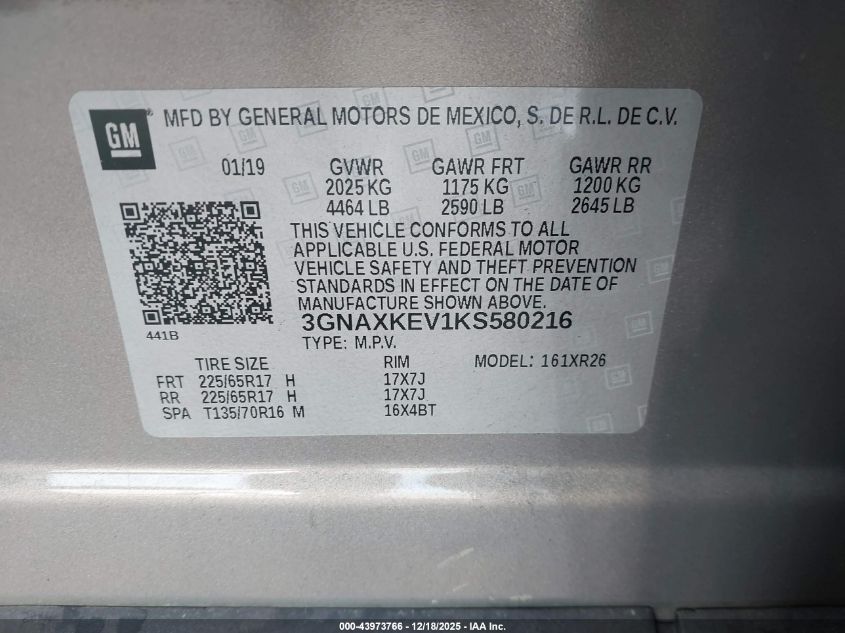 GM
MFD BY GENERAL MOTORS DE MEXICO, S. DE R.L. DE C.V.
01/19 GVWR GAWR FRT GAWR RR
2025 KG 1175 KG 1200 KG
4464 LB 2590 LB 2645 LB
THIS VEHICLE CONFORMS TO ALL
APPLICABLE U.S. FEDERAL MOTOR
VEHICLE SAFETY AND THEFT PREVENTION
STANDARDS IN EFFECT ON THE DATE OF
MANUFACTURE SHOWN ABOVE.
3GNAXKEV1KS580216
441B
TYPE: M.P.V.
TIRE SIZE RIM MODEL: 161XR26
FRT 225/65R17 H 17X7J
RR 225/65R17 H 17X7J
SPA T135/70R16 M 16X4BT
000-43973766 - 12/18/2025 - IAA Inc.